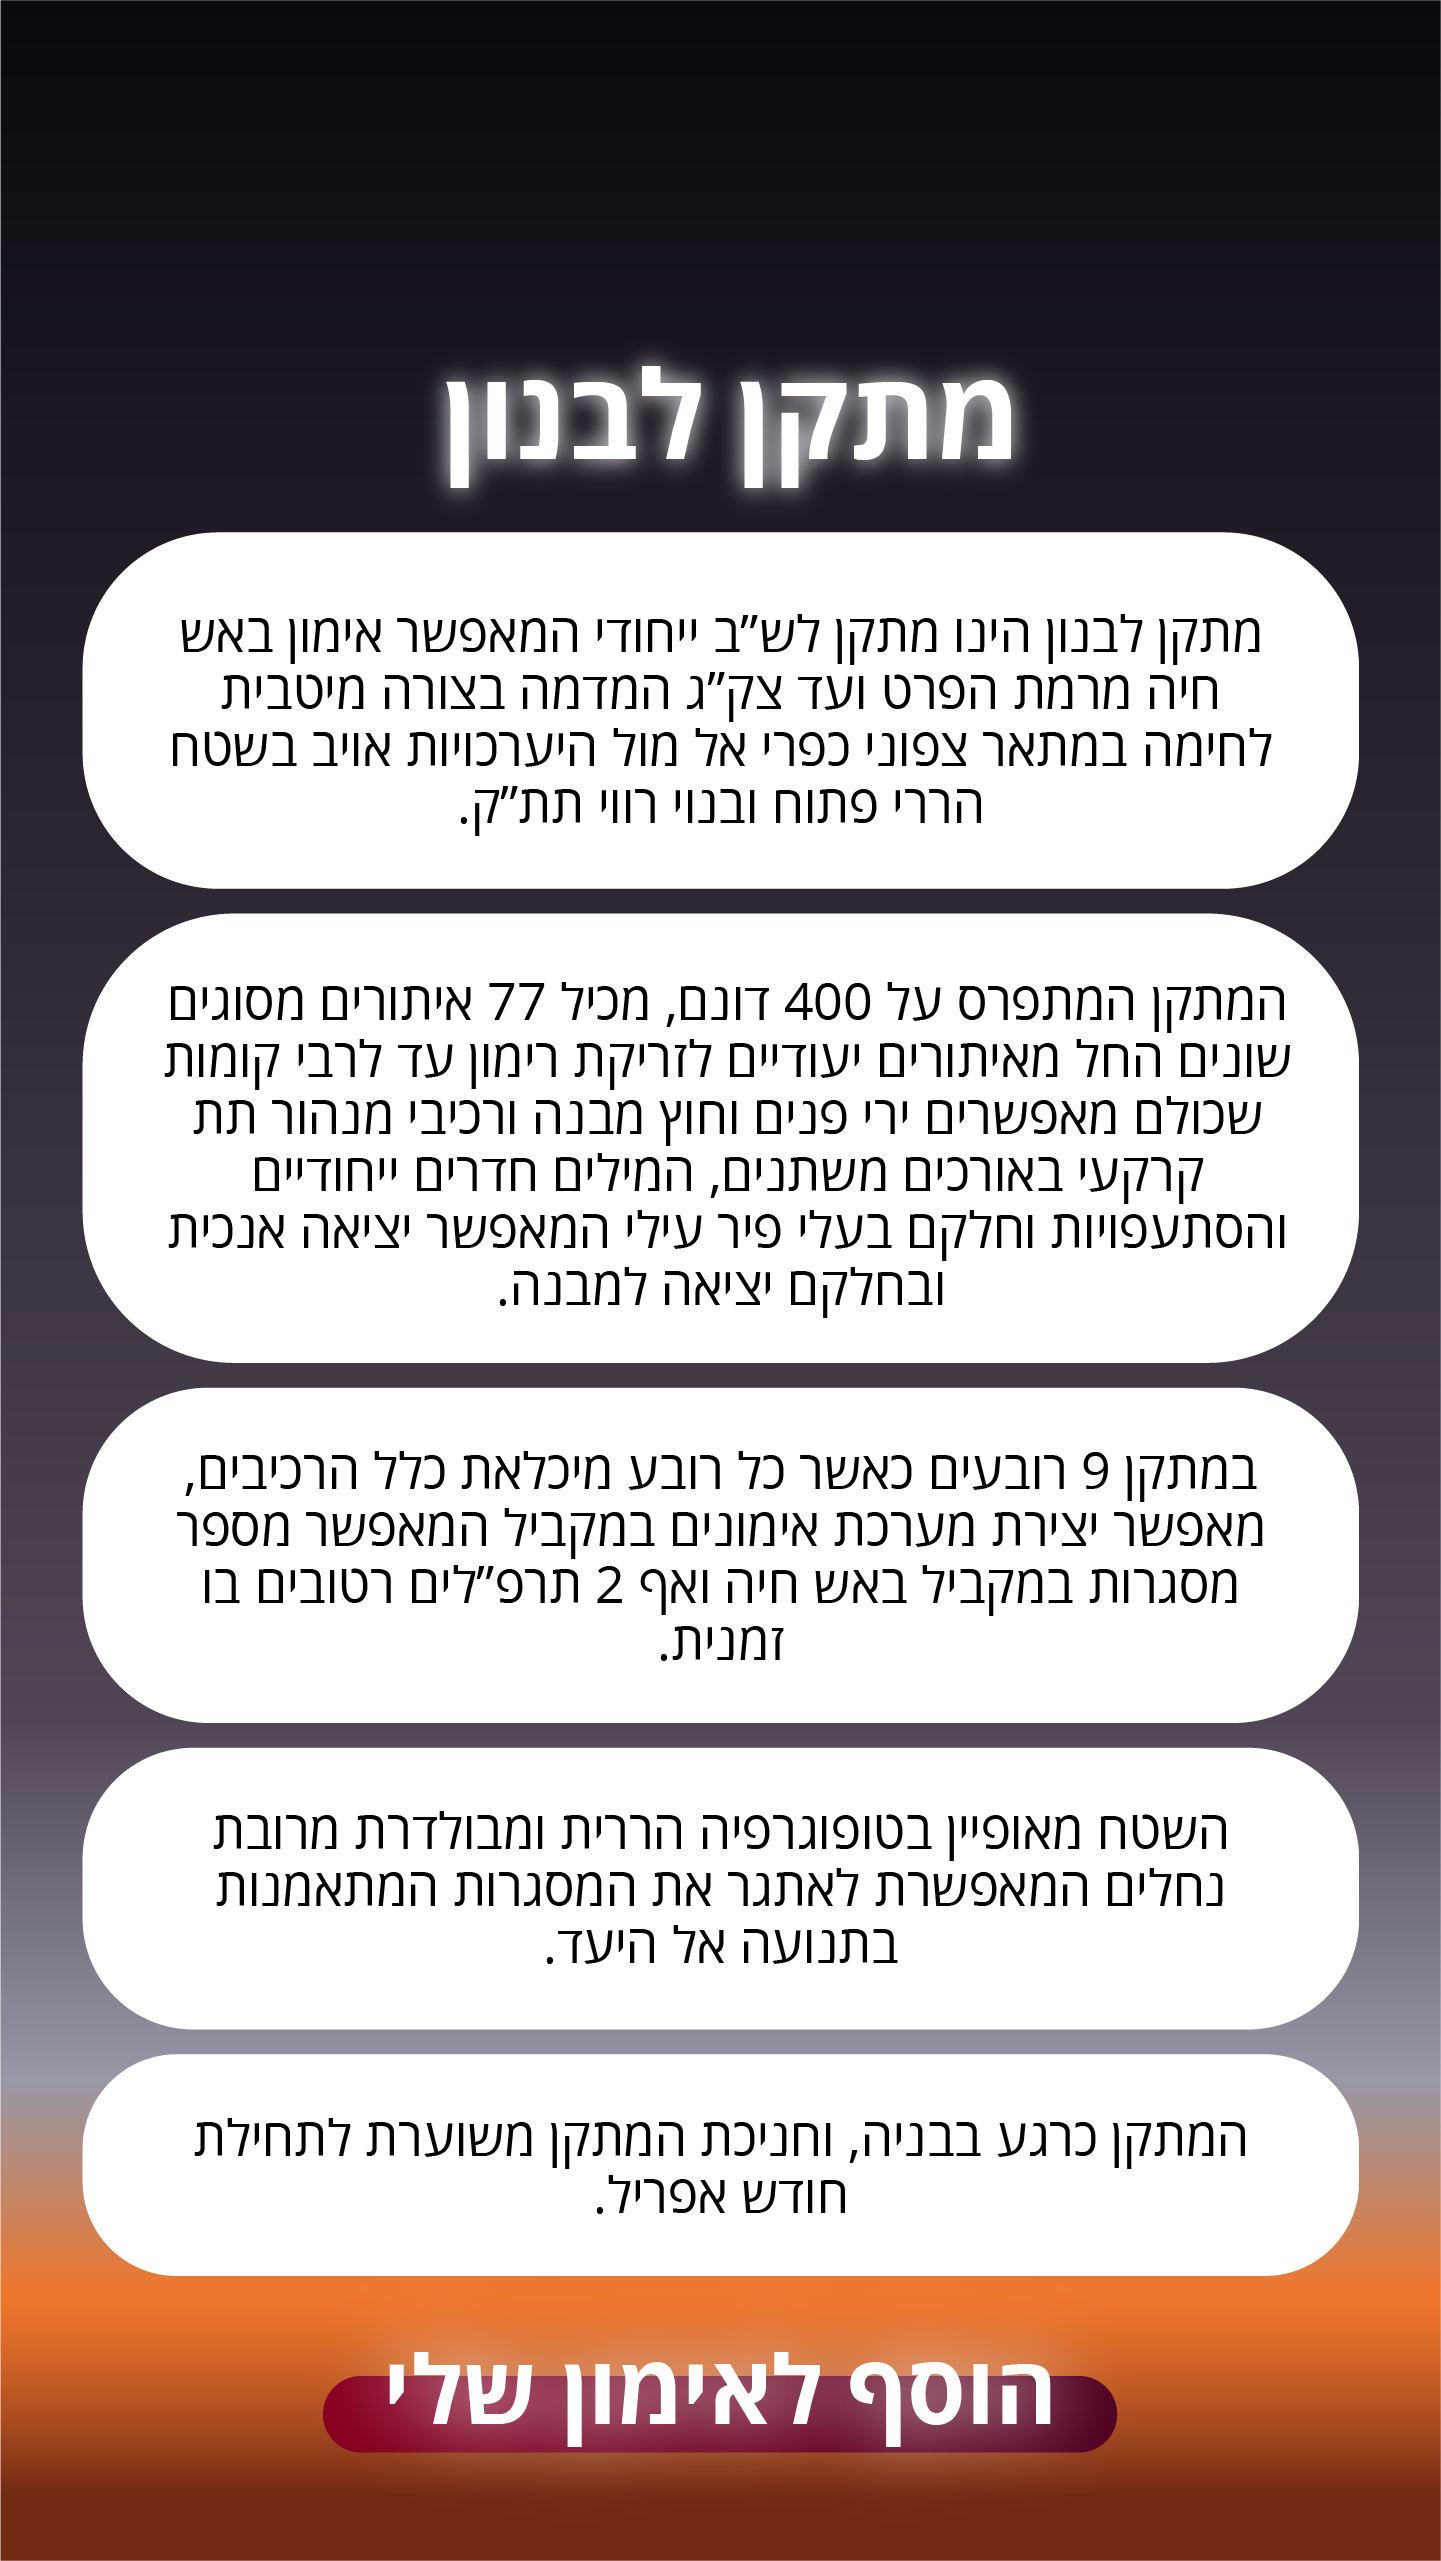 מתקן לבנון
מתקן לבנון הינו מתקן לש״ב ייחודי המאפשר אימון באש
חיה מרמת הפרט ועד צק״ג המדמה בצורה מיטבית
לחימה במתאר צפוני כפרי אל מול היערכויות אויב בשטח
הררי פתוח ובנוי רווי תת״ק.
המתקן המתפרס על 400 דונם, מכיל 77 איתורים מסוגים
שונים החל מאיתורים יעודיים לזריקת רימון עד לרבי קומות
שכולם מאפשרים ירי פנים וחוץ מבנה ורכיבי מנהור תת
קרקעי באורכים משתנים, המילים חדרים ייחודיים
והסתעפויות וחלקם בעלי פיר עילי המאפשר יציאה אנכית
ובחלקם יציאה למבנה.
במתקן 9 רובעים כאשר כל רובע מיכלאת כלל הרכיבים,
מאפשר יצירת מערכת אימונים במקביל המאפשר מספר
מסגרות במקביל באש חיה ואף 2 תרפ״לים רטובים בו
זמנית.
השטח מאופיין בטופוגרפיה הררית ומבולדרת מרובת
נחלים המאפשרת לאתגר את המסגרות המתאמנות
בתנועה אל היעד.
המתקן כרגע בבניה, וחניכת המתקן משוערת לתחילת
חודש אפריל.
הוסף לאימון שלי